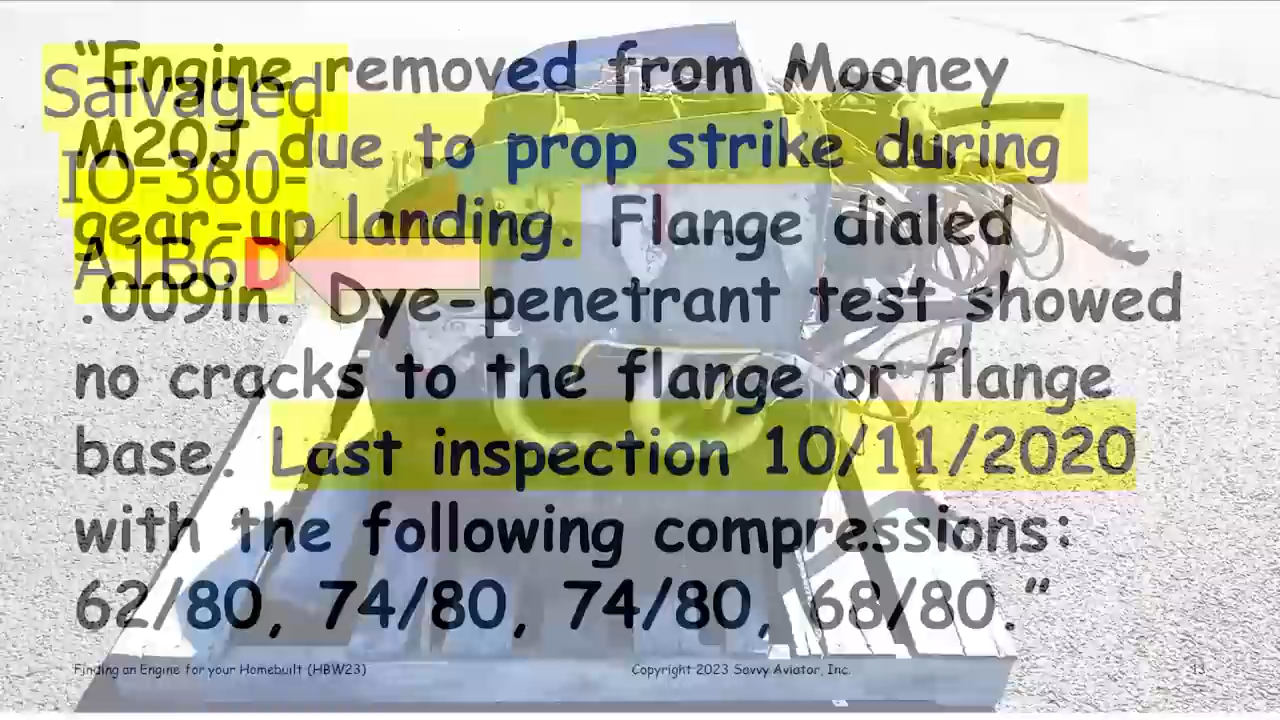 Salvaged
IO-360-
A1B6D
“Engine removed from Mooney
M20J due to prop strike during
gear-up landing. Flange dialed
.009in. Dye-penetrant test showed
no cracks to the flange or flange
base. Last inspection 10/11/2020
with the following compressions:
62/80, 74/80, 74/80, 68/80.”
Finding an Engine for your Homebuilt (HBW23) Copyright 2023 Savvy Aviator, Inc. 13